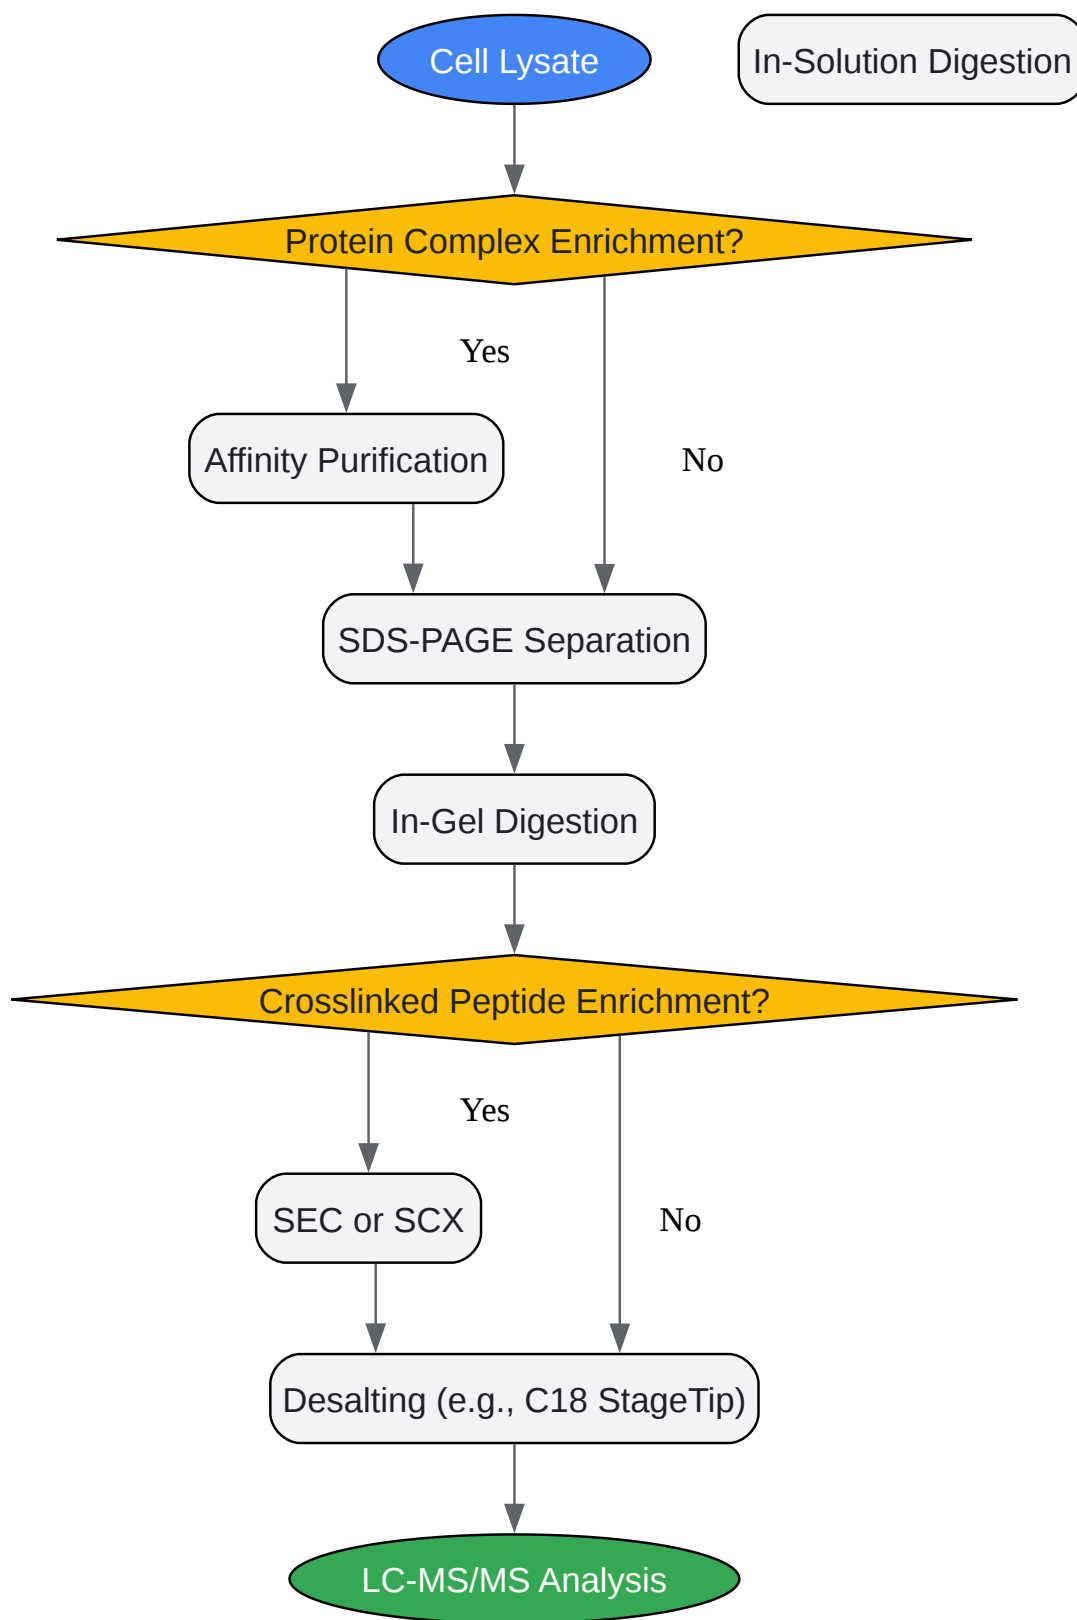 Cell Lysate
In-Solution Digestion
Protein Complex Enrichment?
Yes
Affinity Purification
No
SDS-PAGE Separation
In-Gel Digestion
Crosslinked Peptide Enrichment?
Yes
SEC or SCX
No
Desalting (e.g., C18 StageTip)
LC-MS/MS Analysis